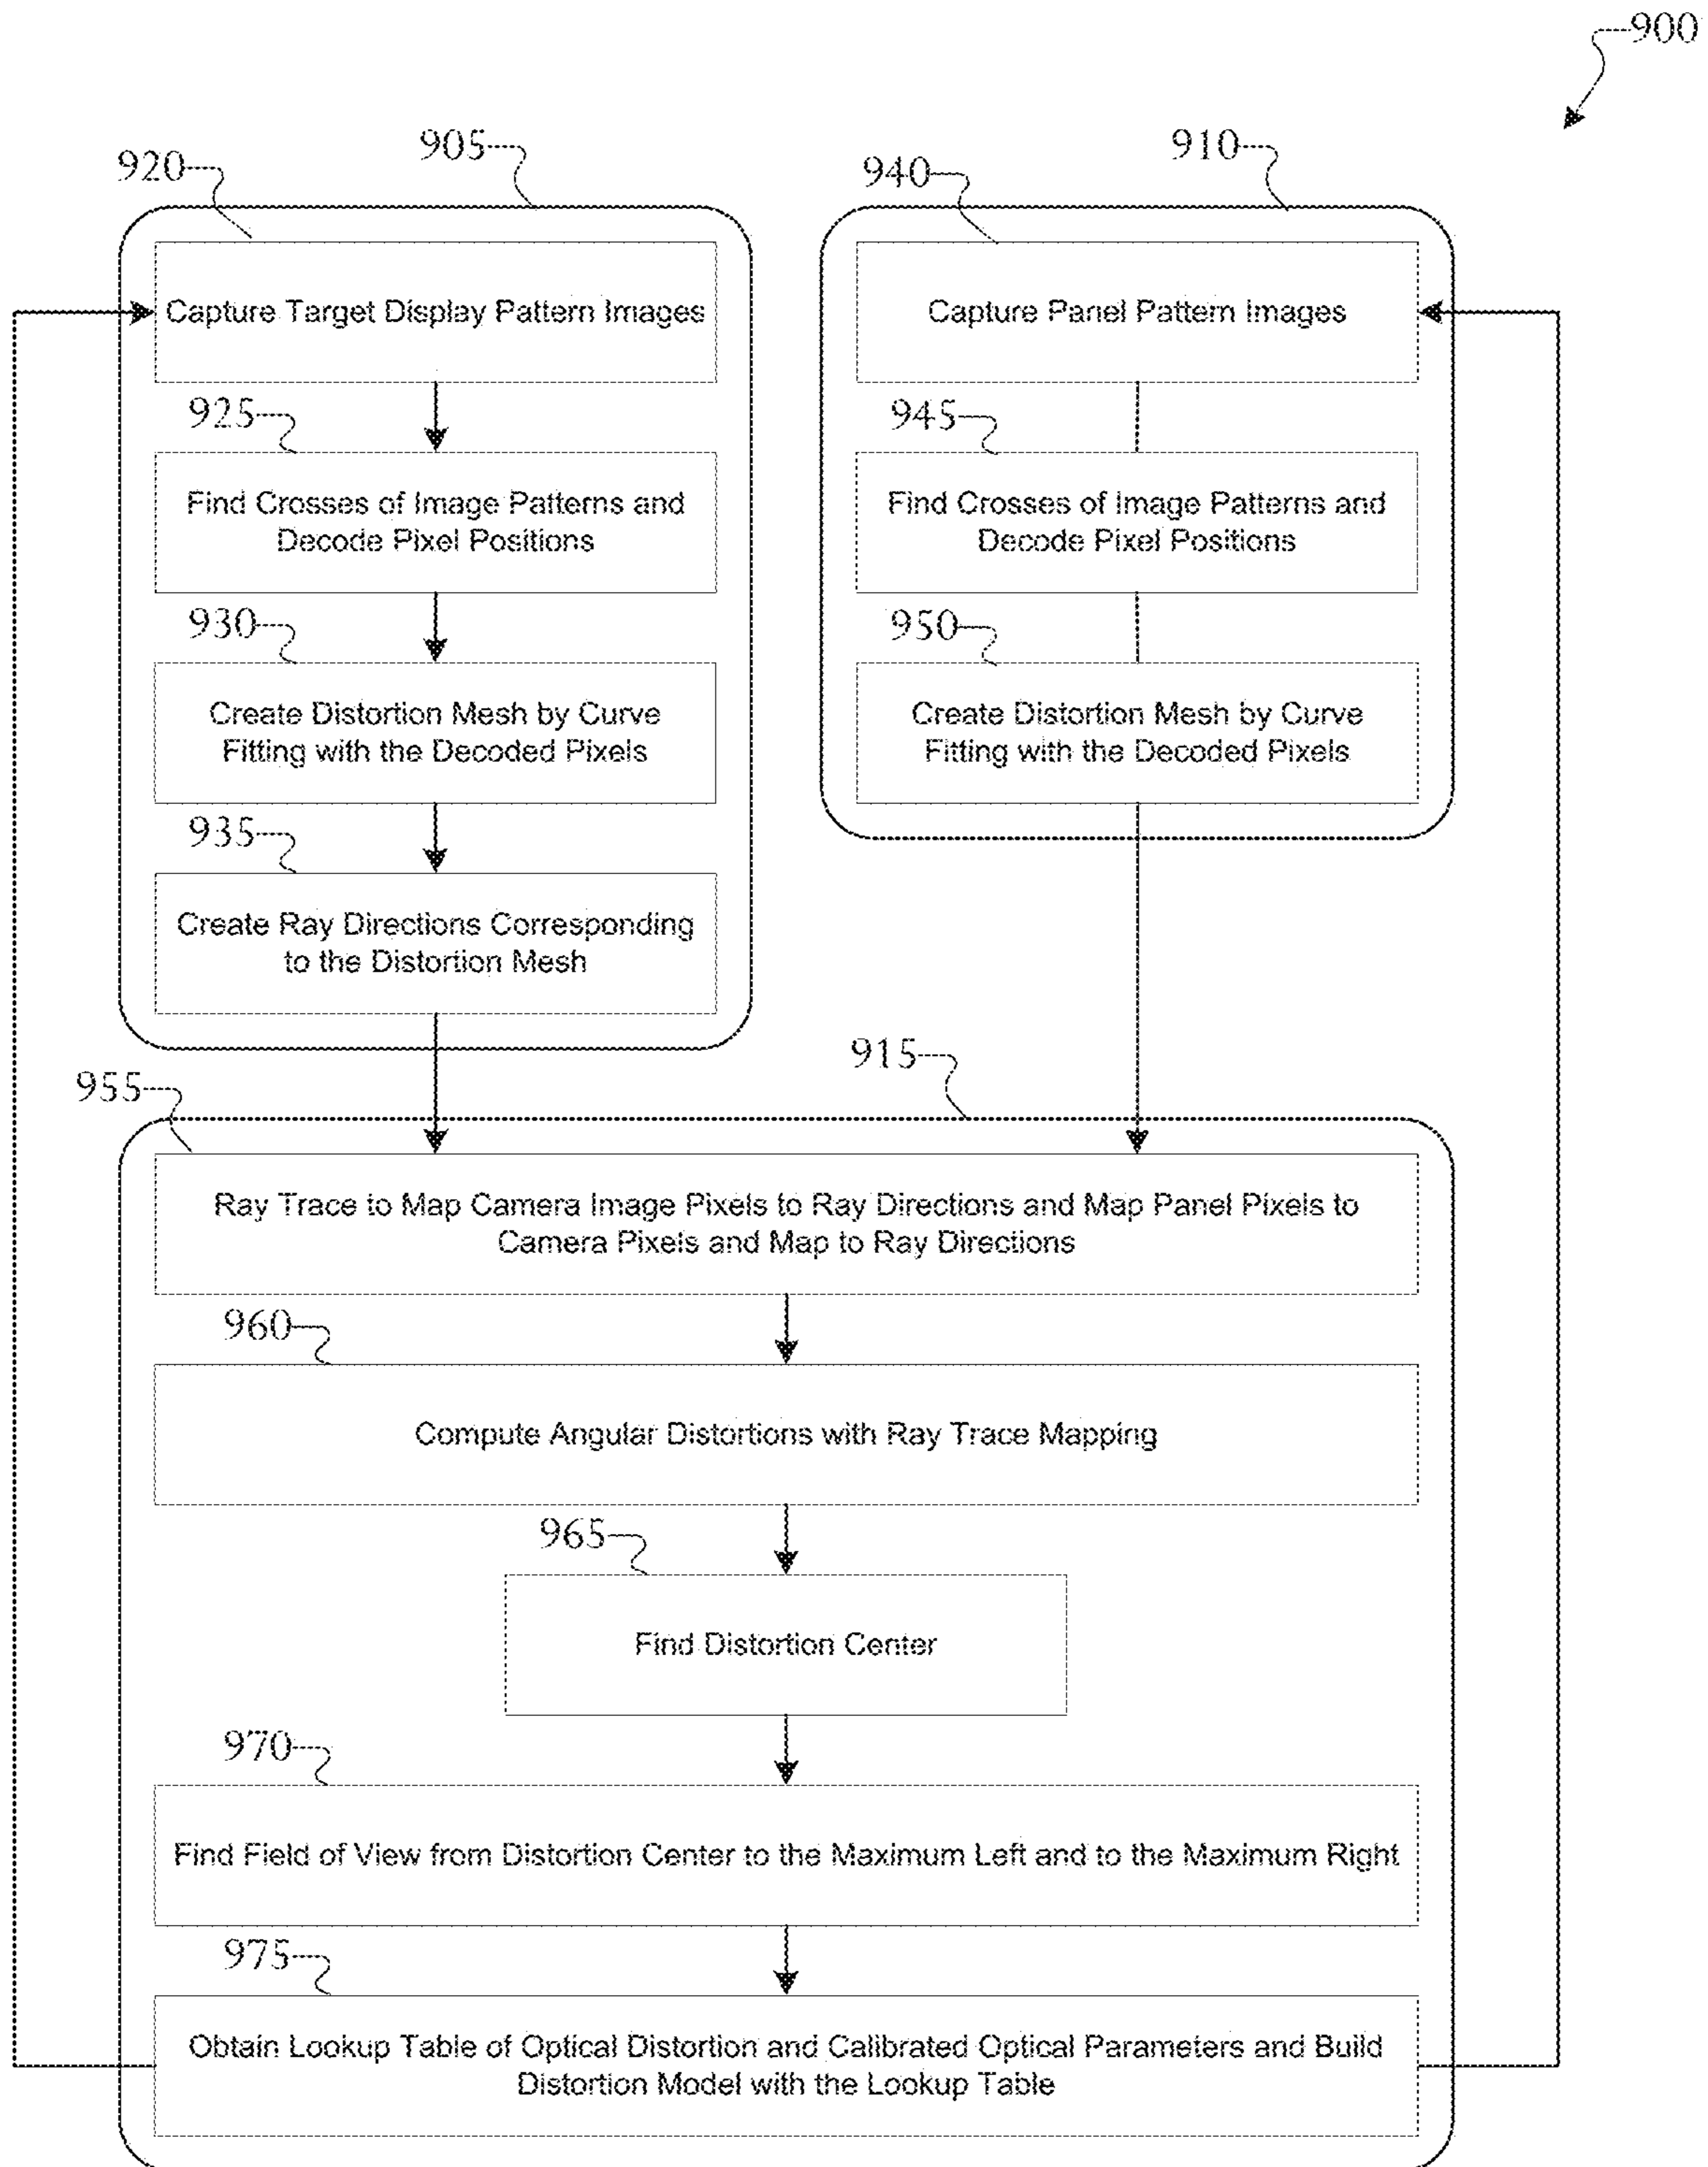 900
905
910
920
940
Capture Target Display Pattern Images
Capture Panel Pattern Images
925
945
Find Crosses of Image Patterns and
Decode Pixel Positions
Find Crosses of Image Patterns and
Decode Pixel Positions
930
950
Create Distortion Mesh by Curve
Fitting with the Decoded Pixels
Create Distortion Mesh by Curve
Fitting with the Decoded Pixels
935
Create Ray Directions Corresponding
to the Distortion Mesh
915
955
Ray Trace to Map Camera Image Pixels to Ray Directions and Map Panel Pixels to
Camera Pixels and Map to Ray Directions
960
Compute Angular Distortions with Ray Trace Mapping
965
Find Distortion Center
970
Find Field of View from Distortion Center to the Maximum Left and to the Maximum Right
975
Obtain Lookup Table of Optical Distortion and Calibrated Optical Parameters and Build
Distortion Model with the Lookup Table